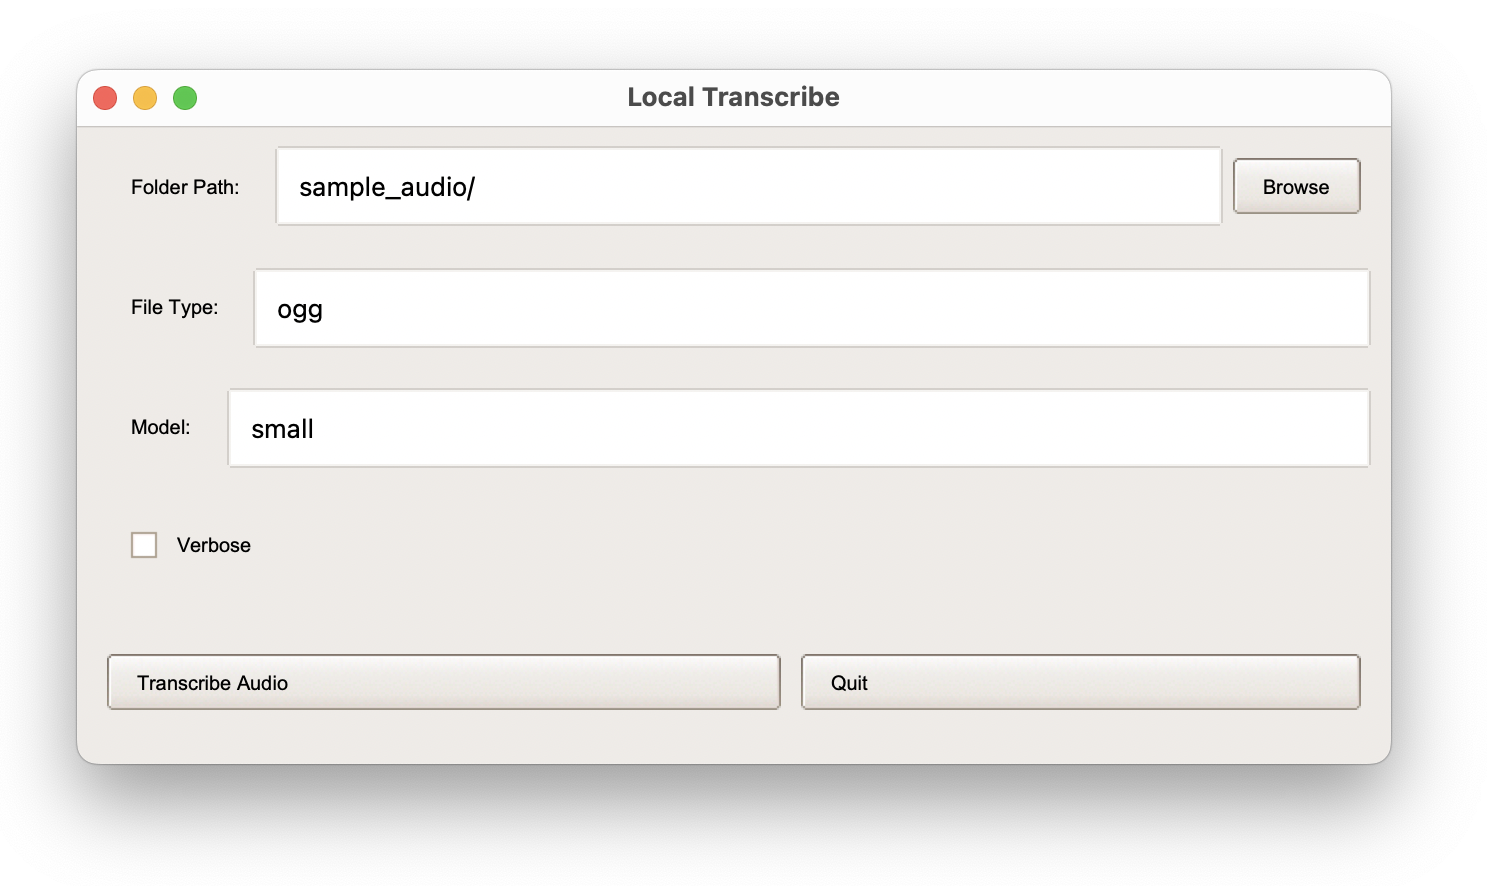 Local Transcribe
Folder Path: sample_audio/ Browse
File Type: ogg
Model: small
Verbose
Transcribe Audio Quit